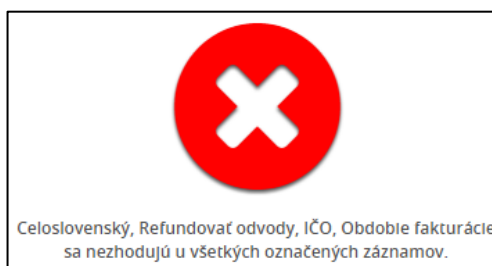 Celoslovenský, Refundovať odvody, IČO, Obdobie fakturácie
sa nezhodujú u všetkých označených záznamov.